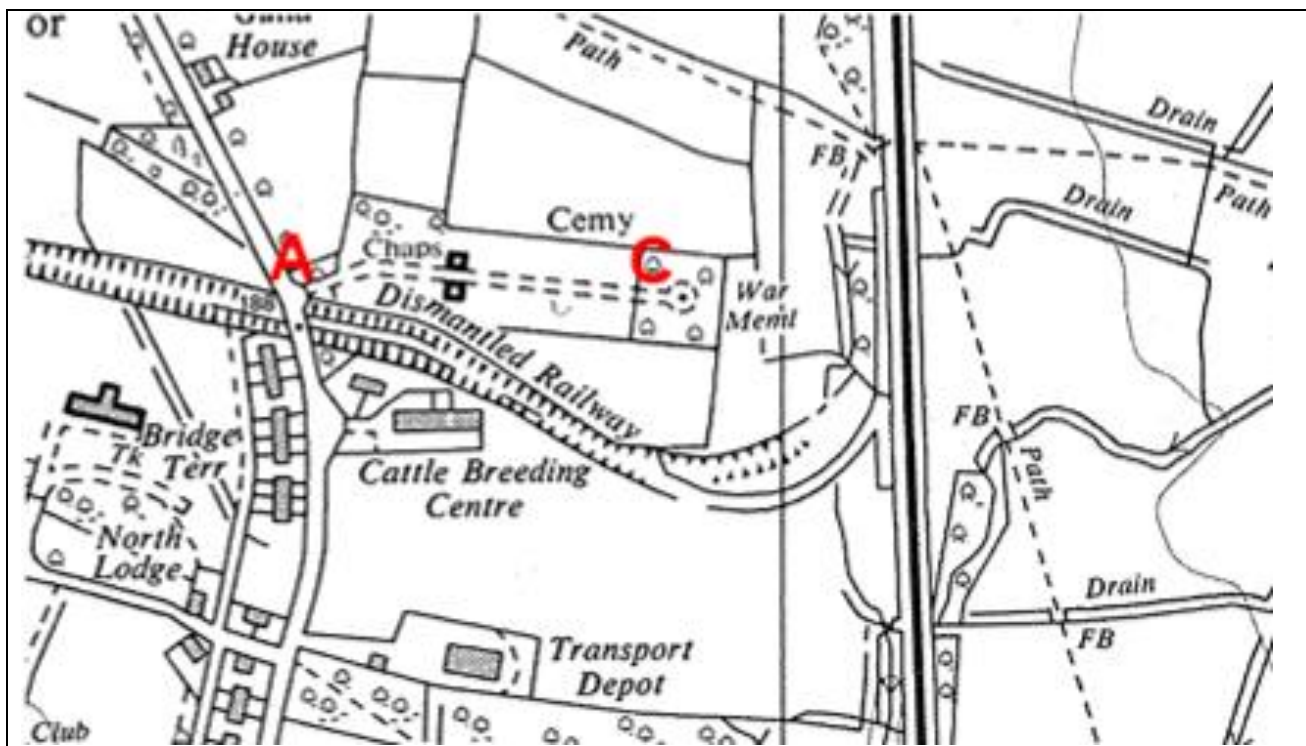 or
House
Path
Drain
FB
Path
Drain
Cemy
A
C
Chaps
War
Meml
188
Dismantled Railway
Bridge
Terr
Tk
FB
Path
Cattle Breeding
Centre
North
Lodge
Drain
FB
Transport
Depot
Club